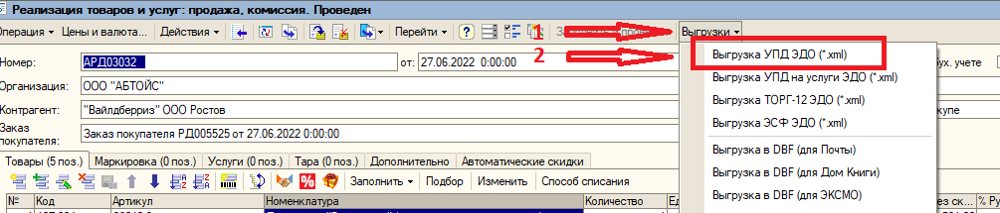 Реализация товаров и услуг: продажа, комиссия. Проведен
Операция Цены и валюта... Действия Перейти 1 Выгрузки
2
Номер: АРД03032 от: 27.06.2022 0:00:00 бух. учете
Организация: ООО "АБТОЙС"
Контрагент: "Вайлдберриз" ООО Ростов купе
Заказ покупателя: Заказ покупателя РД005525 от 27.06.2022 0:00:00
Выгрузка УПД ЭДО (*.xml)
Выгрузка УПД на услуги ЭДО (*.xml)
Выгрузка ТОРГ-12 ЭДО (*.xml)
Выгрузка ЭСФ ЭДО (*.xml)
Выгрузка в DBF (для Почты)
Выгрузка в DBF (для Дом Книги)
Выгрузка в DBF (для ЭКСМО)
Товары (5 поз.) Маркировка (0 поз.) Услуги (0 поз.) Тара (0 поз.) Дополнительно Автоматические скидки
Заполнить Подбор Изменить Способ списания
№ Код Артикул Номенклатура Количество Ед без ск... % Ру